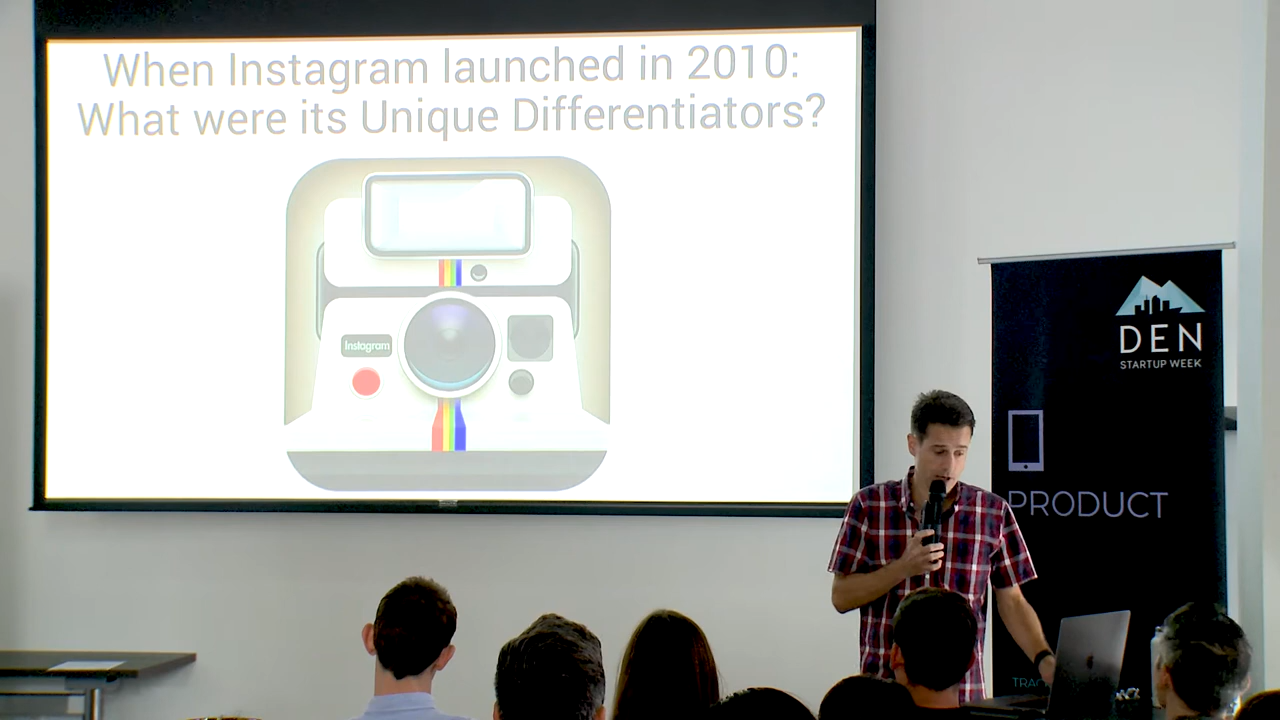 When Instagram launched in 2010:
What were its Unique Differentiators?
Instagram
DEN
STARTUP WEEK
PRODUCT